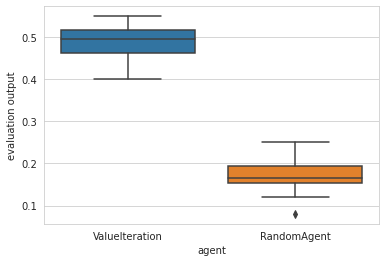 0.5
0.4
0.3
0.2
0.1
evaluation output
ValueIteration
RandomAgent
agent